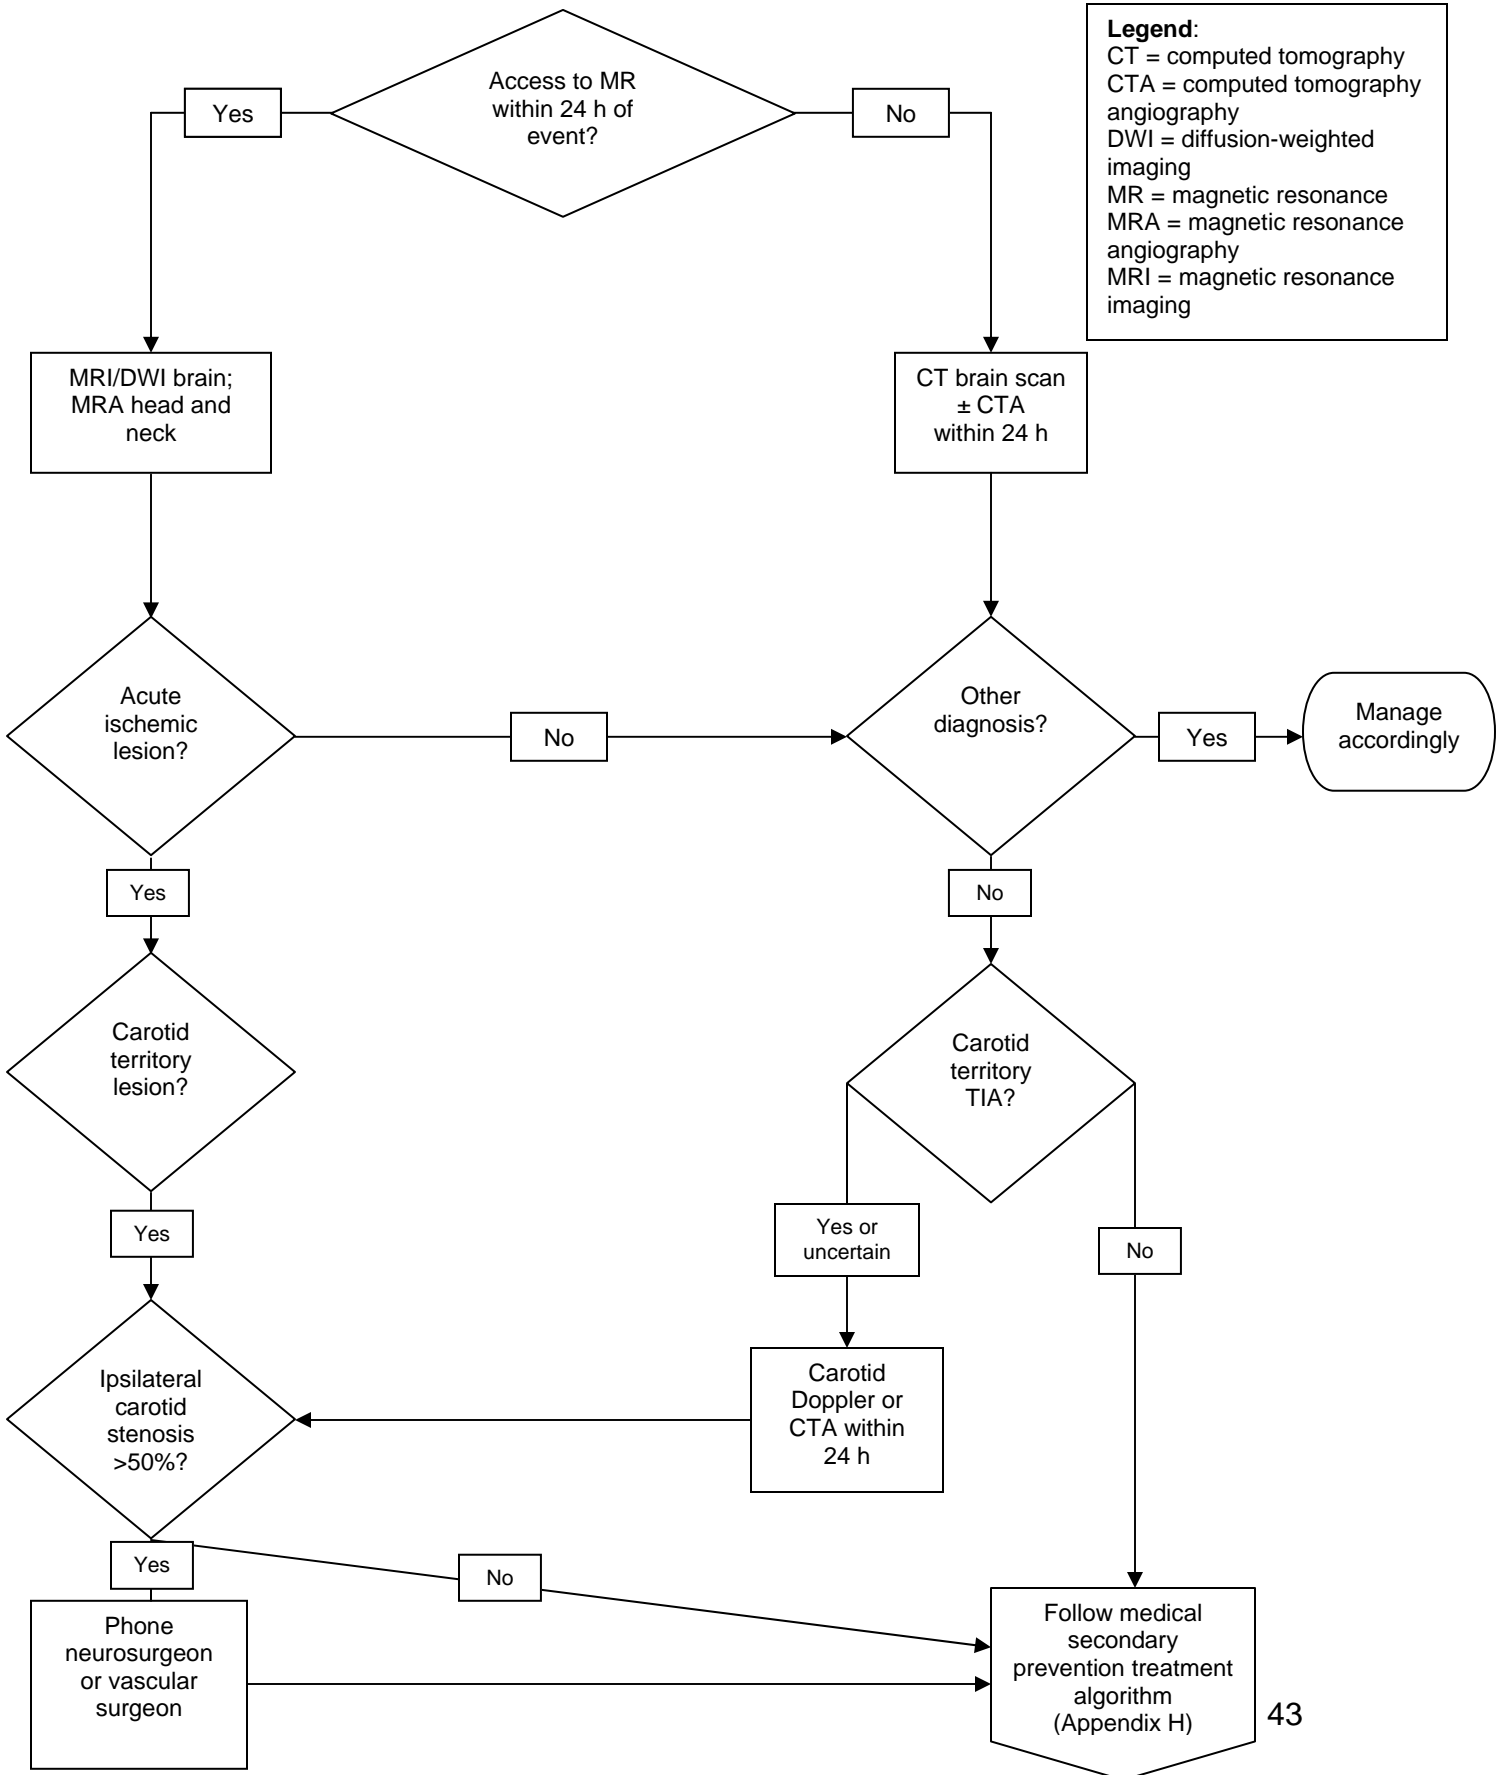 Access to MR
within 24 h of
event?
Yes
No
Legend:
CT = computed tomography
CTA = computed tomography
angiography
DWI = diffusion-weighted
imaging
MR = magnetic resonance
MRA = magnetic resonance
angiography
MRI = magnetic resonance
imaging
MRI/DWI brain;
MRA head and
neck
CT brain scan
± CTA
within 24 h
Acute
ischemic
lesion?
No
Other
diagnosis?
Yes
Manage
accordingly
Yes
No
Carotid
territory
lesion?
Carotid
territory
TIA?
Yes
Yes or
uncertain
No
Ipsilateral
carotid
stenosis
>50%?
Carotid
Doppler or
CTA within
24 h
Yes
No
Phone
neurosurgeon
or vascular
surgeon
Follow medical
secondary
prevention treatment
algorithm
(Appendix H)
43